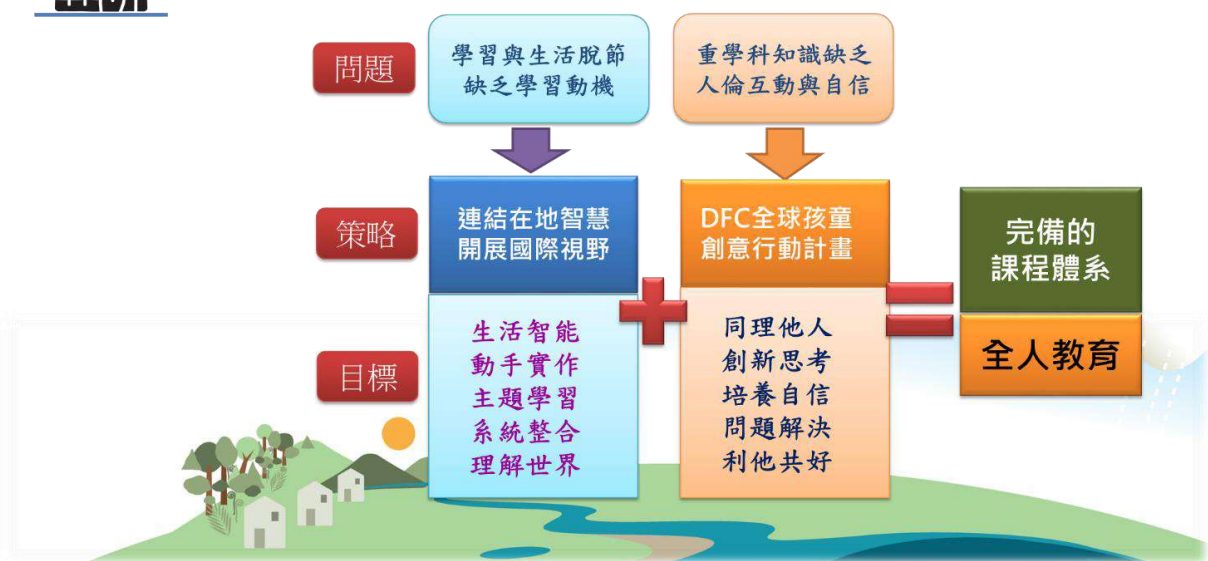 問題
學習與生活脫節
缺乏學習動機
重學科知識缺乏
人倫互動與自信
策略
連結在地智慧
開展國際視野
DFC全球孩童
創意行動計畫
完備的
課程體系
目標
生活智能
動手實作
主題學習
系統整合
理解世界
同理他人
創新思考
培養自信
問題解決
利他共好
全人教育